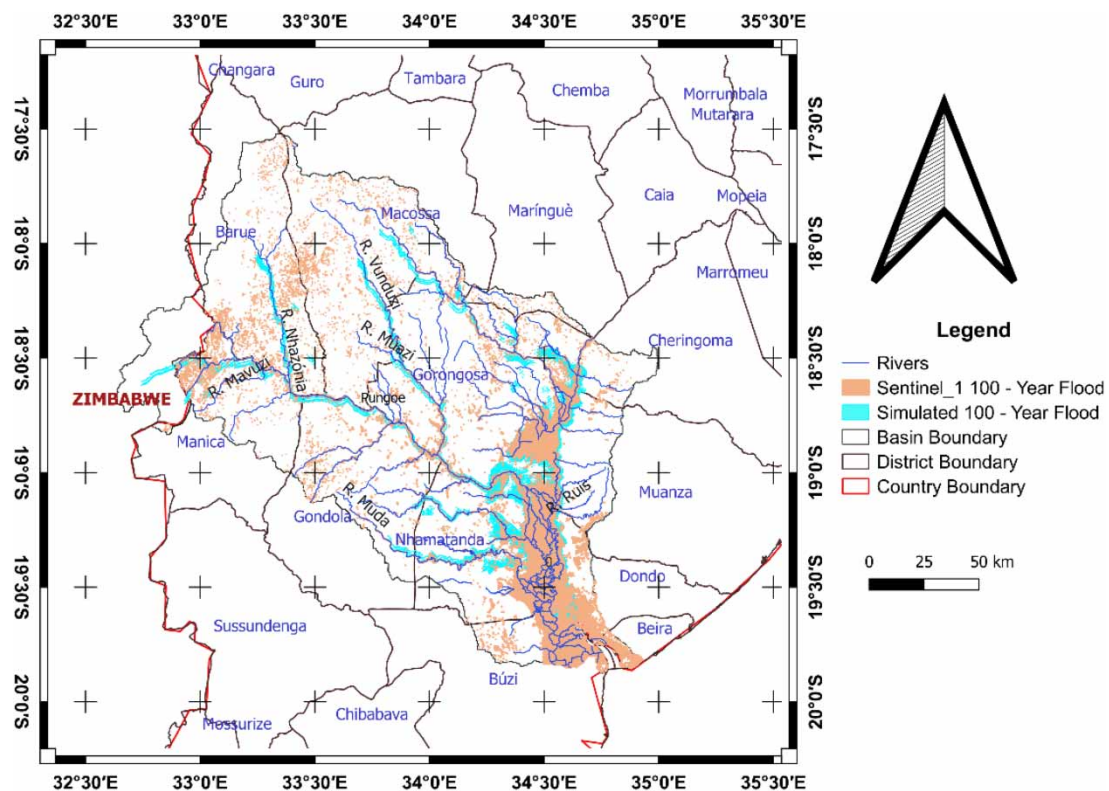 32°30'E 33°0'E 33°30'E 34°0'E 34°30'E 35°0'E 35°30'E
Changara
Guro
Tambara
Chemba
Morrumbala
Mutarara
17°30'S
17°30'S
Caia
Mopeia
Marínguè
Macossa
Barue
18°0'S
18°0'S
R. Vunduzi
Marromeu
R. Nhazonia
R. Muazi
Cheringoma
18°30'S
18°30'S
R. Mavuzi
Gorongosa
ZIMBABWE
Pungoe
Manica
19°0'S
19°0'S
R. Muda
R. Ruis
Muanza
Gondola
Nhamatanda
Dondo
19°30'S
19°30'S
Sussundenga
Beira
Búzi
20°0'S
20°0'S
Chibabava
Mossurize
32°30'E 33°0'E 33°30'E 34°0'E 34°30'E 35°0'E 35°30'E
Legend
Rivers
Sentinel_1 100 - Year Flood
Simulated 100 - Year Flood
Basin Boundary
District Boundary
Country Boundary
0 25 50 km